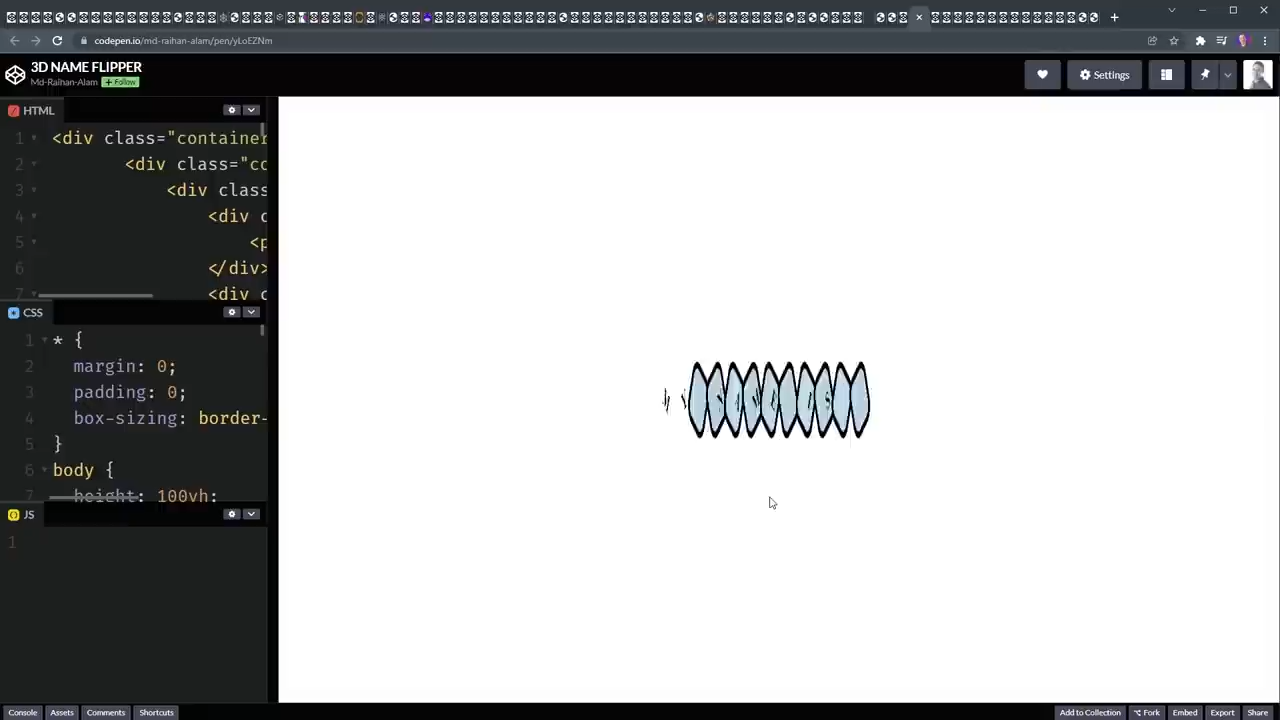 codepen.io/md-raihan-alam/pen/yLoEZNm
3D NAME FLIPPER
Md-Raihan-Alam
+ Follow
Settings
HTML
1 <div class="container
2 <div class="co
3 <div class
4 <div c
5 <p
6 </div>
7 <div c
CSS
1 * {
2 margin: 0;
3 padding: 0;
4 box-sizing: border-
5 }
6 body {
7 height: 100vh;
JS
1
Console Assets Comments Shortcuts
Add to Collection Fork Embed Export Share